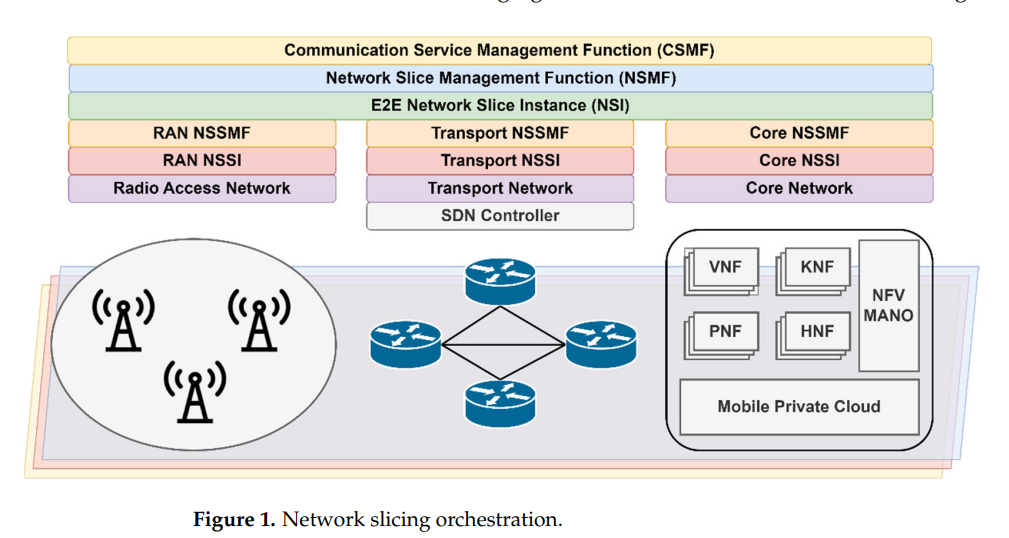 Communication Service Management Function (CSMF)
Network Slice Management Function (NSMF)
E2E Network Slice Instance (NSI)
RAN NSSMF
Transport NSSMF
Core NSSMF
RAN NSSI
Transport NSSI
Core NSSI
Radio Access Network
Transport Network
Core Network
SDN Controller
VNF
KNF
NFV
MANO
PNF
HNF
Mobile Private Cloud
Figure 1. Network slicing orchestration.